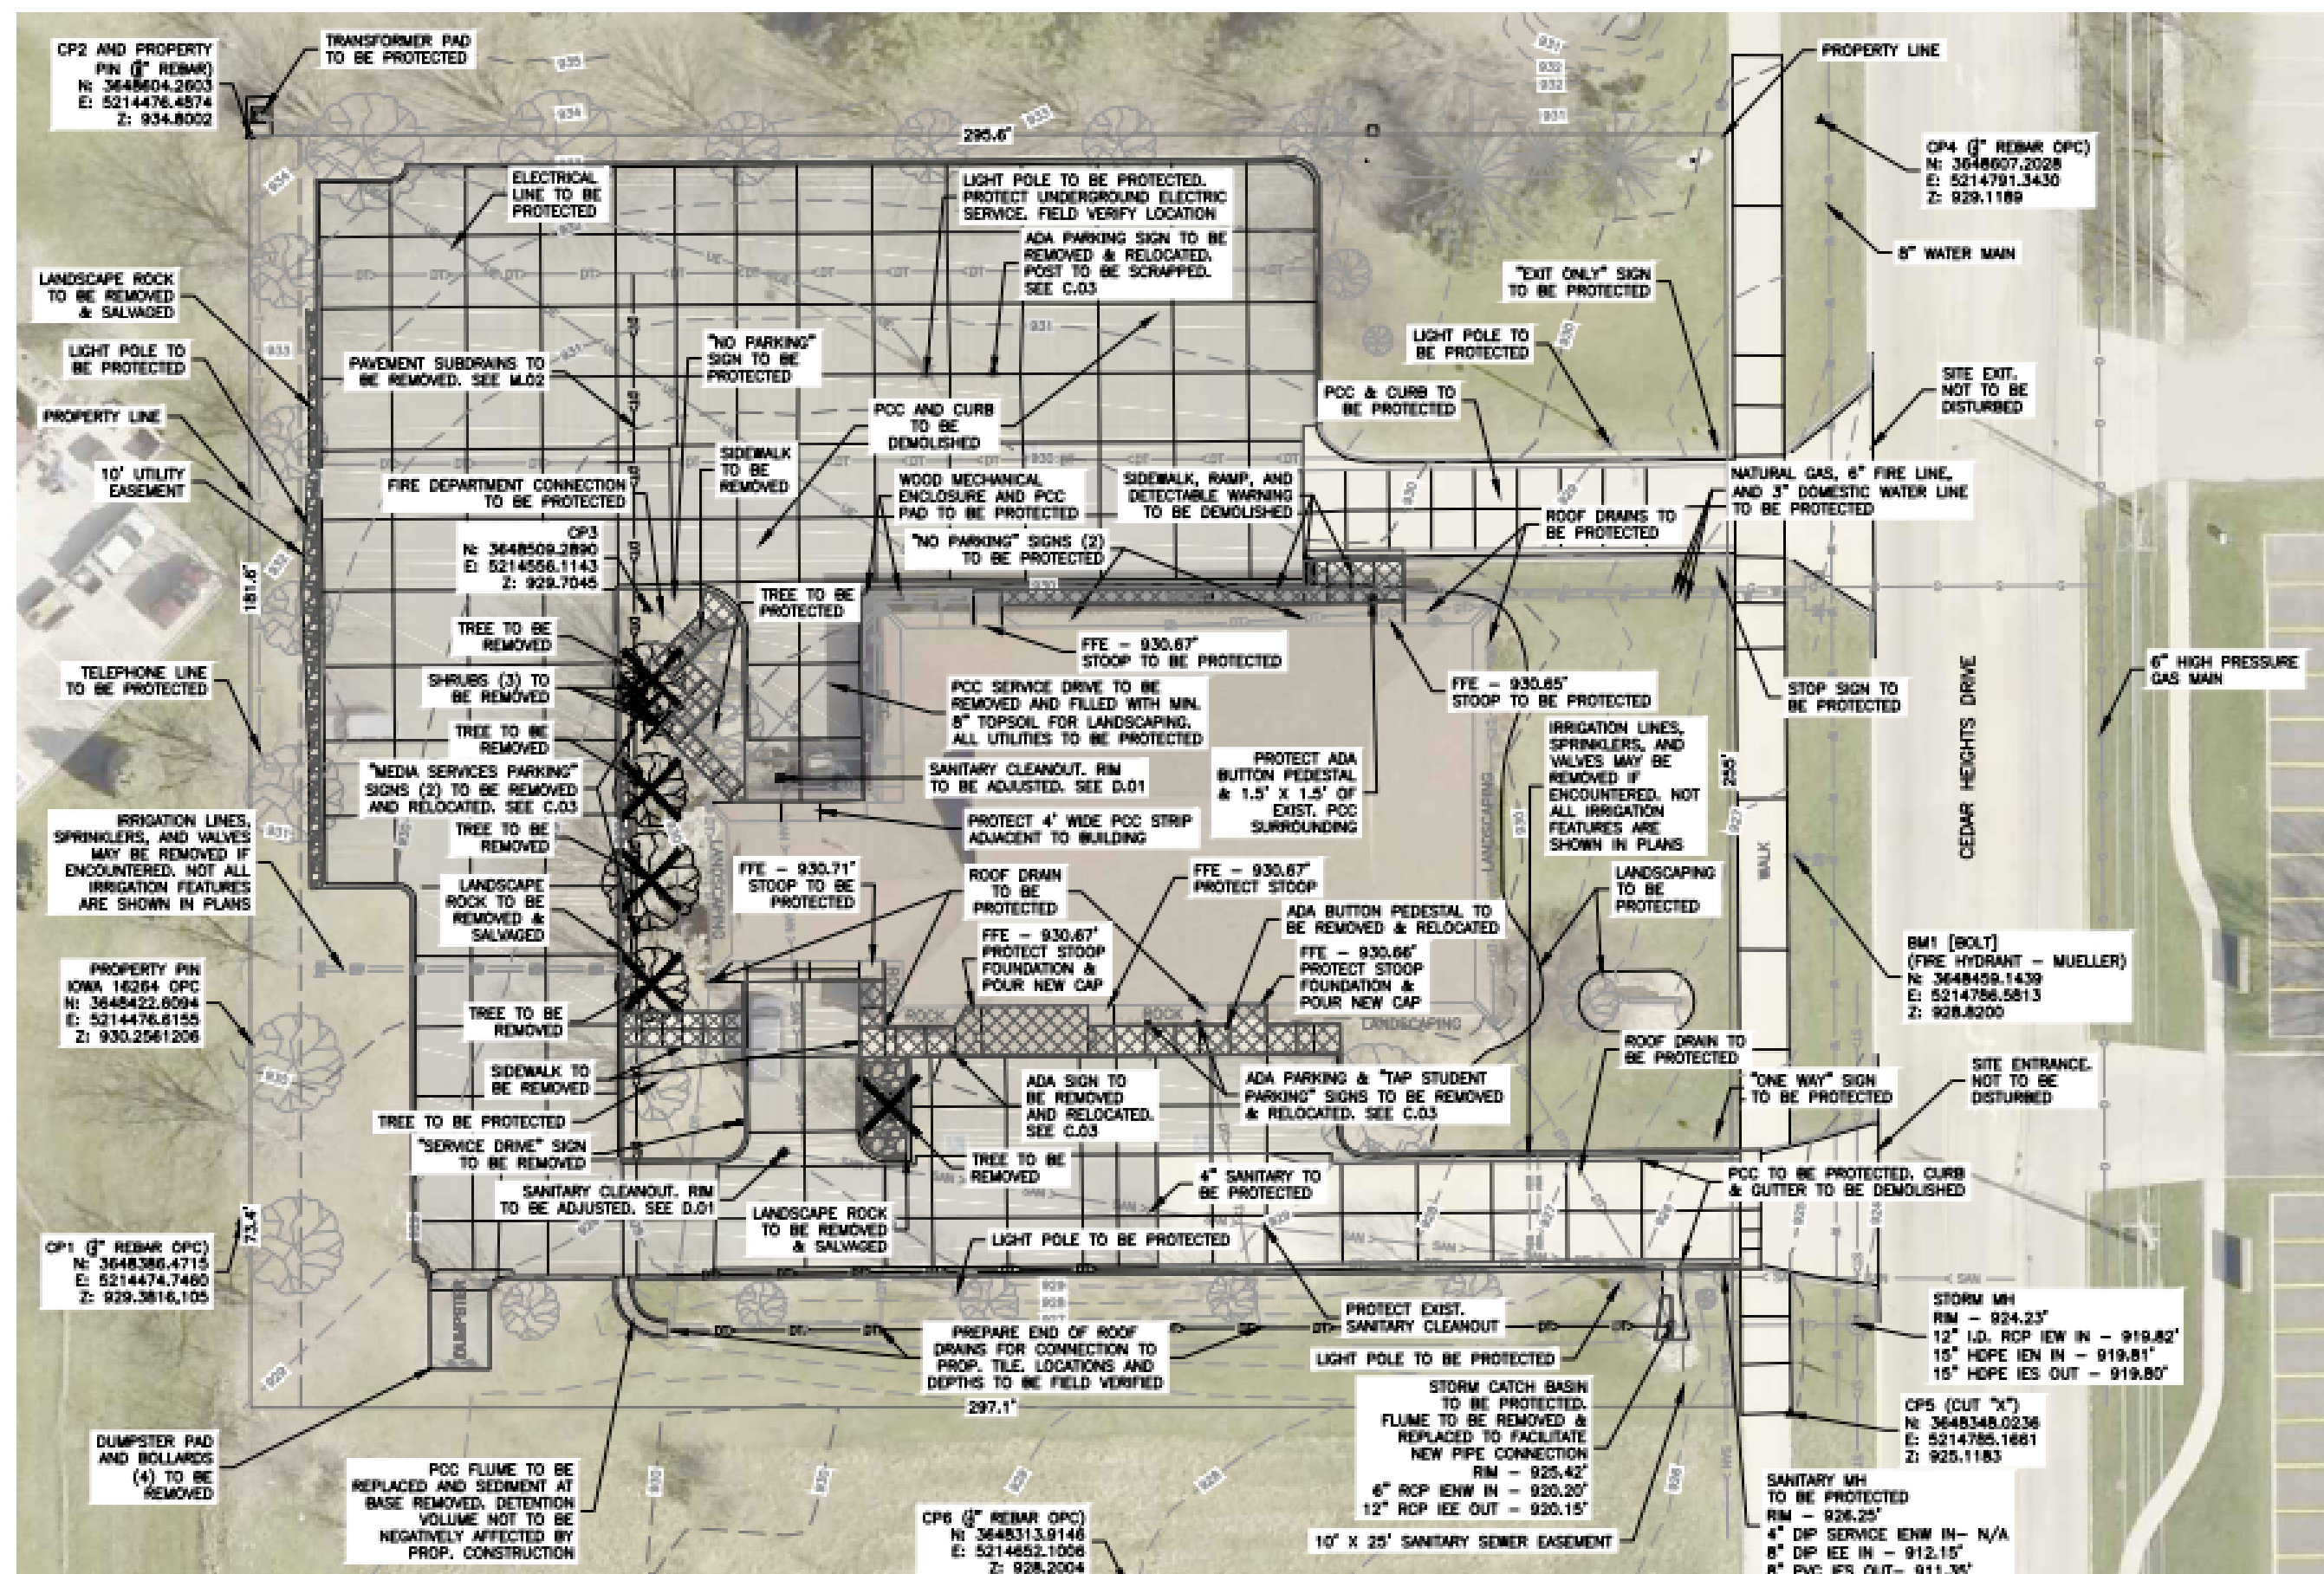 CP2 AND PROPERTY
PIN (" REBAR)
N: 3648604.2603
E: 5214476.4874
Z: 934.8002
TRANSFORMER PAD
TO BE PROTECTED
PROPERTY LINE
295.6'
CP4 (" REBAR OPC)
N: 3648607.2028
E: 5214791.3430
Z: 929.1189
ELECTRICAL
LINE TO BE
PROTECTED
LIGHT POLE TO BE PROTECTED.
PROTECT UNDERGROUND ELECTRIC
SERVICE. FIELD VERIFY LOCATION
ADA PARKING SIGN TO BE
REMOVED & RELOCATED.
POST TO BE SCRAPPED.
SEE C.03
8" WATER MAIN
"EXIT ONLY" SIGN
TO BE PROTECTED
LANDSCAPE ROCK
TO BE REMOVED
& SALVAGED
LIGHT POLE TO
BE PROTECTED
"NO PARKING"
SIGN TO BE
PROTECTED
LIGHT POLE TO
BE PROTECTED
PAVEMENT SUBDRAINS TO
BE REMOVED. SEE M.02
SITE EXIT.
NOT TO BE
DISTURBED
PROPERTY LINE
PCC AND CURB
TO BE
DEMOLISHED
PCC & CURB TO
BE PROTECTED
10' UTILITY
EASEMENT
SIDEWALK
TO BE
REMOVED
FIRE DEPARTMENT CONNECTION
TO BE PROTECTED
WOOD MECHANICAL
ENCLOSURE AND PCC
PAD TO BE PROTECTED
SIDEWALK, RAMP, AND
DETECTABLE WARNING
TO BE DEMOLISHED
NATURAL GAS, 6" FIRE LINE,
AND 3" DOMESTIC WATER LINE
TO BE PROTECTED
ROOF DRAINS TO
BE PROTECTED
CP3
N: 3648509.2890
E: 5214556.1143
Z: 929.7045
"NO PARKING" SIGNS (2)
TO BE PROTECTED
181.6'
TREE TO BE
PROTECTED
TREE TO BE
REMOVED
FFE - 930.67'
STOOP TO BE PROTECTED
TELEPHONE LINE
TO BE PROTECTED
SHRUBS (3) TO
BE REMOVED
PCC SERVICE DRIVE TO BE
REMOVED AND FILLED WITH MIN.
8" TOPSOIL FOR LANDSCAPING.
ALL UTILITIES TO BE PROTECTED
FFE - 930.65'
STOOP TO BE PROTECTED
STOP SIGN TO
BE PROTECTED
CEDAR HEIGHTS DRIVE
6" HIGH PRESSURE
GAS MAIN
TREE TO BE
REMOVED
IRRIGATION LINES,
SPRINKLERS, AND
VALVES MAY BE
REMOVED IF
ENCOUNTERED. NOT
ALL IRRIGATION
FEATURES ARE
SHOWN IN PLANS
255'
"MEDIA SERVICES PARKING"
SIGNS (2) TO BE REMOVED
AND RELOCATED. SEE C.03
SANITARY CLEANOUT. RIM
TO BE ADJUSTED. SEE D.01
PROTECT ADA
BUTTON PEDESTAL
& 1.5' X 1.5' OF
EXIST. PCC
SURROUNDING
IRRIGATION LINES,
SPRINKLERS, AND VALVES
MAY BE REMOVED IF
ENCOUNTERED. NOT ALL
IRRIGATION FEATURES
ARE SHOWN IN PLANS
TREE TO BE
REMOVED
PROTECT 4' WIDE PCC STRIP
ADJACENT TO BUILDING
LANDSCAPING
LANDSCAPING
WALK
LANDSCAPE
ROCK TO BE
REMOVED &
SALVAGED
FFE - 930.71'
STOOP TO BE
PROTECTED
ROOF DRAIN
TO BE
PROTECTED
FFE - 930.67'
PROTECT STOOP
LANDSCAPING
TO BE
PROTECTED
ADA BUTTON PEDESTAL TO
BE REMOVED & RELOCATED
FFE - 930.67'
PROTECT STOOP
FOUNDATION &
POUR NEW CAP
FFE - 930.66'
PROTECT STOOP
FOUNDATION &
POUR NEW CAP
BM1 [BOLT]
(FIRE HYDRANT - MUELLER)
N: 3648459.1439
E: 5214786.5813
Z: 928.8200
PROPERTY PIN
IOWA 16264 OPC
N: 3648422.6094
E: 5214476.6155
Z: 930.2561206
TREE TO BE
REMOVED
ROCK
ROCK
LANDSCAPING
ROOF DRAIN TO
BE PROTECTED
SIDEWALK TO
BE REMOVED
SITE ENTRANCE.
NOT TO BE
DISTURBED
TREE TO BE PROTECTED
ADA SIGN TO
BE REMOVED
AND RELOCATED.
SEE C.03
ADA PARKING & "TAP STUDENT
PARKING" SIGNS TO BE REMOVED
& RELOCATED. SEE C.03
"ONE WAY" SIGN
TO BE PROTECTED
"SERVICE DRIVE" SIGN
TO BE REMOVED
TREE TO BE
REMOVED
4" SANITARY TO
BE PROTECTED
PCC TO BE PROTECTED. CURB
& GUTTER TO BE DEMOLISHED
SANITARY CLEANOUT. RIM
TO BE ADJUSTED. SEE D.01
LANDSCAPE ROCK
TO BE REMOVED
& SALVAGED
73.4'
LIGHT POLE TO BE PROTECTED
CP1 (" REBAR OPC)
N: 3648386.4715
E: 5214474.7460
Z: 929.3816,105
DUMPSTER
PROTECT EXIST.
SANITARY CLEANOUT
STORM MH
RIM - 924.23'
12" I.D. RCP IEW IN - 919.82'
15" HDPE IEN IN - 919.81'
15" HDPE IES OUT - 919.80'
PREPARE END OF ROOF
DRAINS FOR CONNECTION TO
PROP. TILE. LOCATIONS AND
DEPTHS TO BE FIELD VERIFIED
LIGHT POLE TO BE PROTECTED
297.1'
STORM CATCH BASIN
TO BE PROTECTED.
FLUME TO BE REMOVED &
REPLACED TO FACILITATE
NEW PIPE CONNECTION
RIM - 925.42'
6" RCP IENW IN - 920.20'
12" RCP IEE OUT - 920.15'
CP5 (CUT "X")
N: 3648348.0236
E: 5214785.1661
Z: 925.1183
DUMPSTER PAD
AND BOLLARDS
(4) TO BE
REMOVED
PCC FLUME TO BE
REPLACED AND SEDIMENT AT
BASE REMOVED. DETENTION
VOLUME NOT TO BE
NEGATIVELY AFFECTED BY
PROP. CONSTRUCTION
SANITARY MH
TO BE PROTECTED
RIM - 926.25'
4" DIP SERVICE IENW IN- N/A
8" DIP IEE IN - 912.15'
8" PVC IES OUT- 911.35'
CP6 (" REBAR OPC)
N: 3648313.9146
E: 5214652.1006
Z: 928.2004
10" X 25' SANITARY SEWER EASEMENT